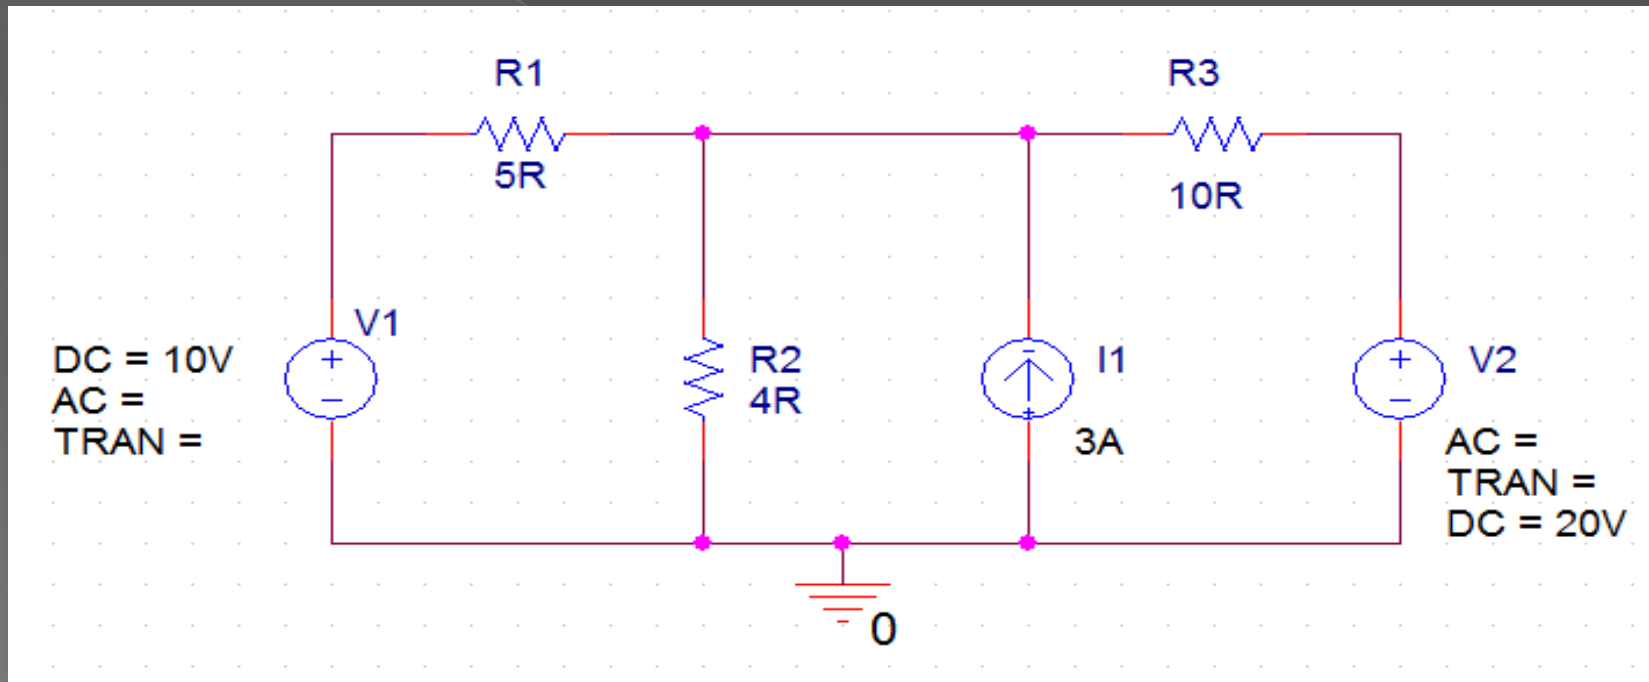 R1
R3
5R
10R
V1
DC = 10V
AC =
TRAN =
R2
4R
I1
3A
V2
AC =
TRAN =
DC = 20V
0